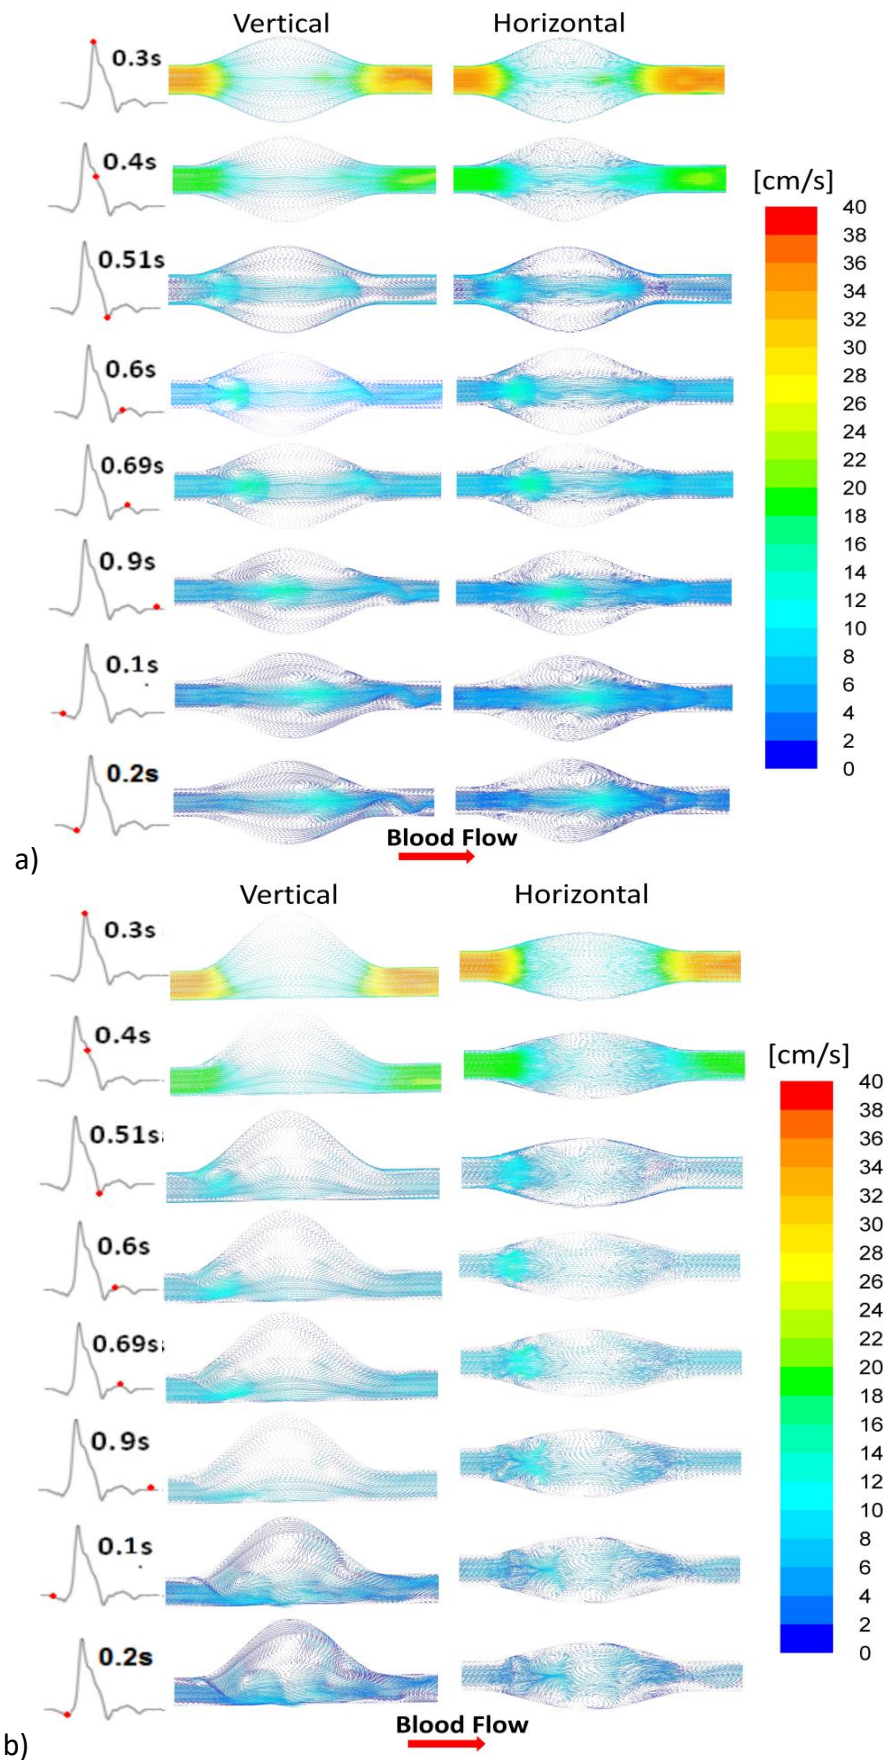 Vertical Horizontal
0.3s
0.4s
[cm/s]
40
38
0.51s
36
34
32
0.6s
30
28
26
0.69s
24
22
20
18
0.9s
16
14
12
10
0.1s
8
6
4
2
0.2s
0
Blood Flow
a)
Vertical Horizontal
0.3s
0.4s
[cm/s]
40
38
0.51s
36
34
32
0.6s
30
28
26
0.69s
24
22
20
18
0.9s
16
14
12
10
0.1s
8
6
4
2
0.2s
0
Blood Flow
b)